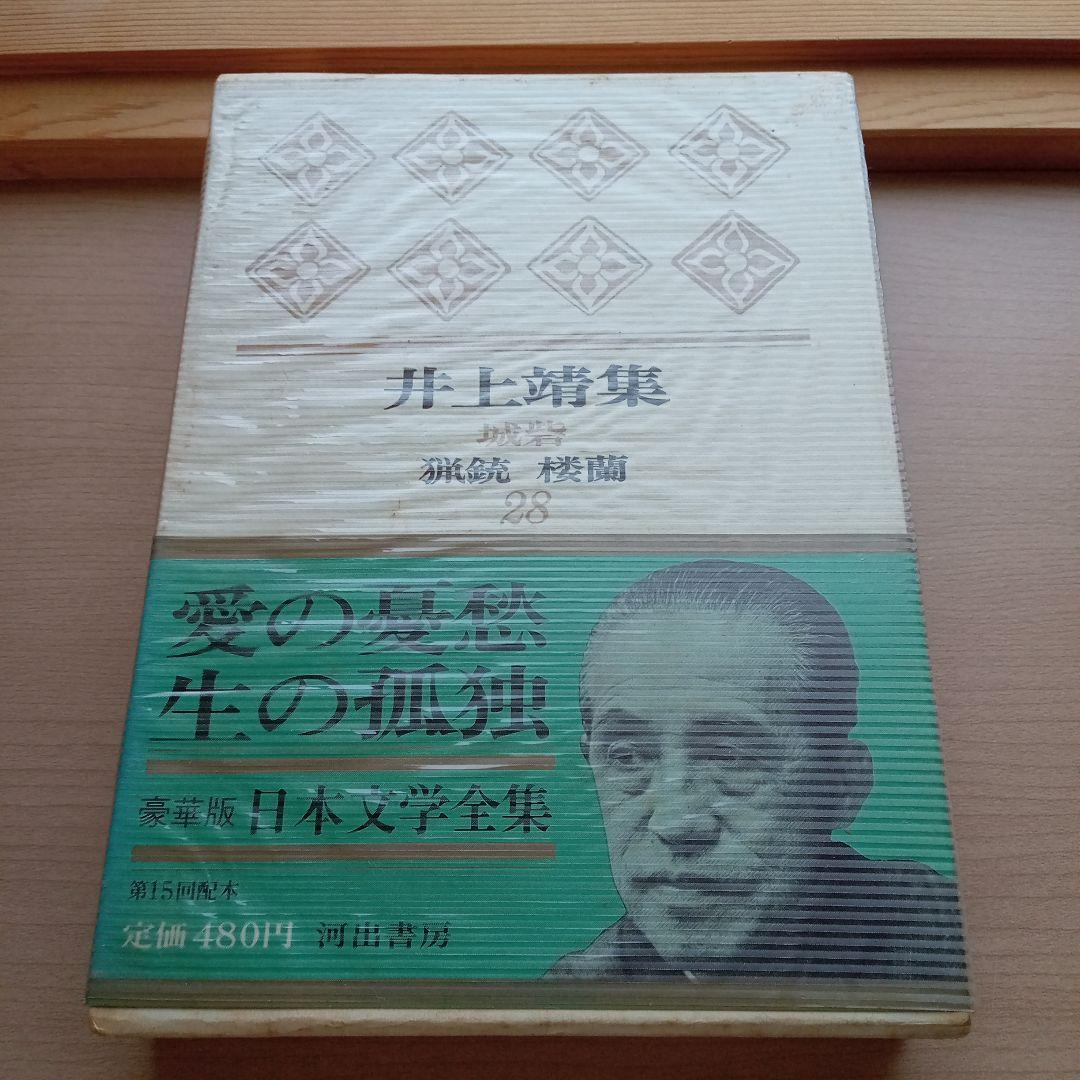 井上靖集
城砦
猟銃 楼蘭
28
愛の憂愁
生の孤独
豪華版 日本文学全集
第15回配本
定価480円 河出書房